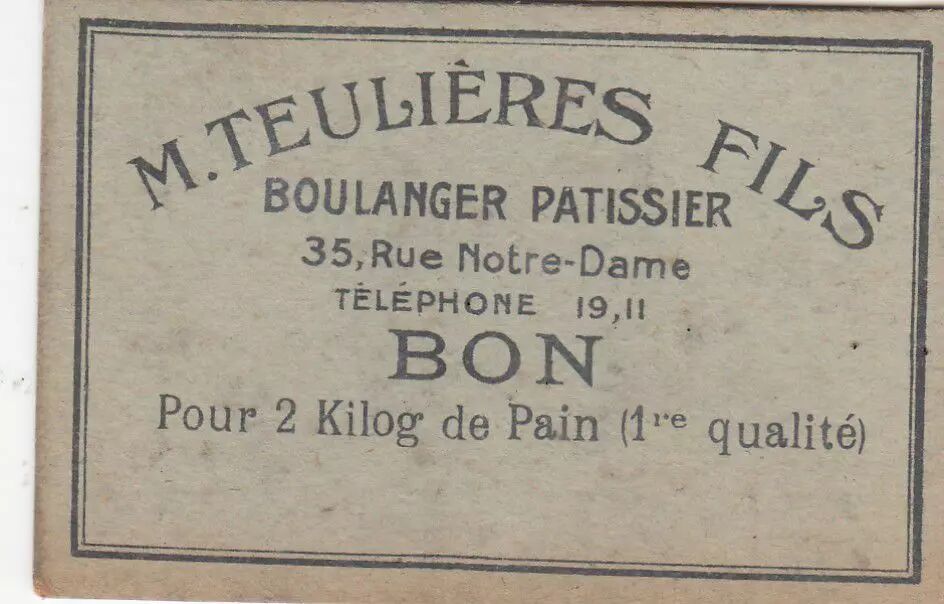 M. TEULIÈRES FILS
BOULANGER PATISSIER
35, Rue Notre-Dame
TÉLÉPHONE 19,11
BON
Pour 2 Kilog de Pain (1re qualité)